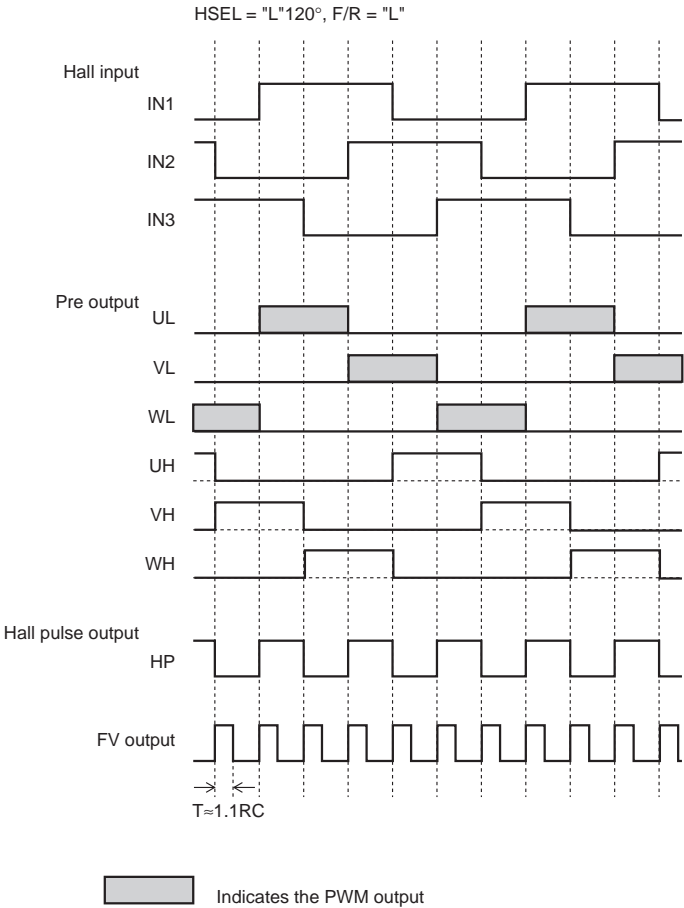 HSEL = "L"120°, F/R = "L"
Hall input
IN1
IN2
IN3
Pre output
UL
VL
WL
UH
VH
WH
Hall pulse output
HP
FV output
T≈1.1RC
Indicates the PWM output